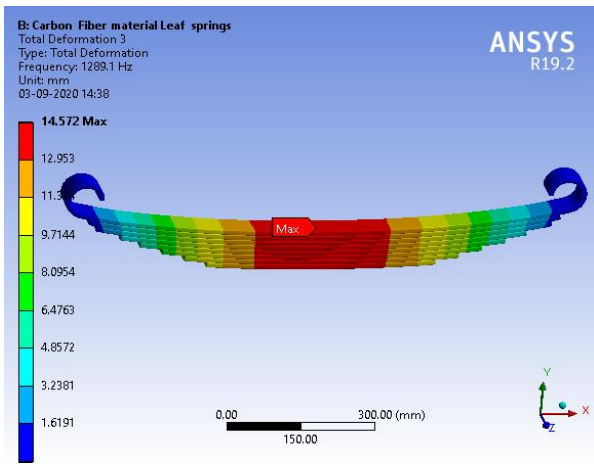 B: Carbon Fiber material Leaf springs
Total Deformation 3
Type: Total Deformation
Frequency: 1289.1 Hz
Unit: mm
03-09-2020 14:38
ANSYS
R19.2
14.572 Max
12.953
9.7144
8.0954
6.4763
4.8572
3.2381
1.6191
Max
0.00
300.00 (mm)
150.00
Y
X
Z